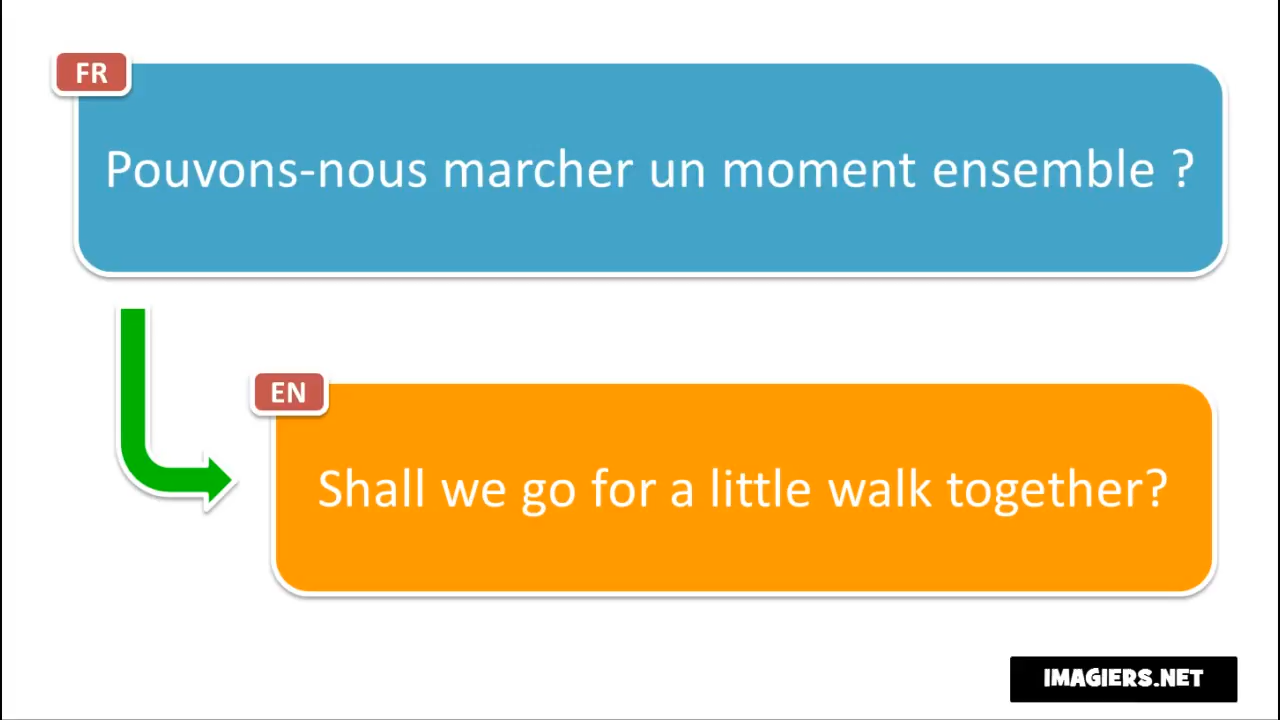 FR
Pouvons-nous marcher un moment ensemble ?
EN
Shall we go for a little walk together?
IMAGIERS.NET